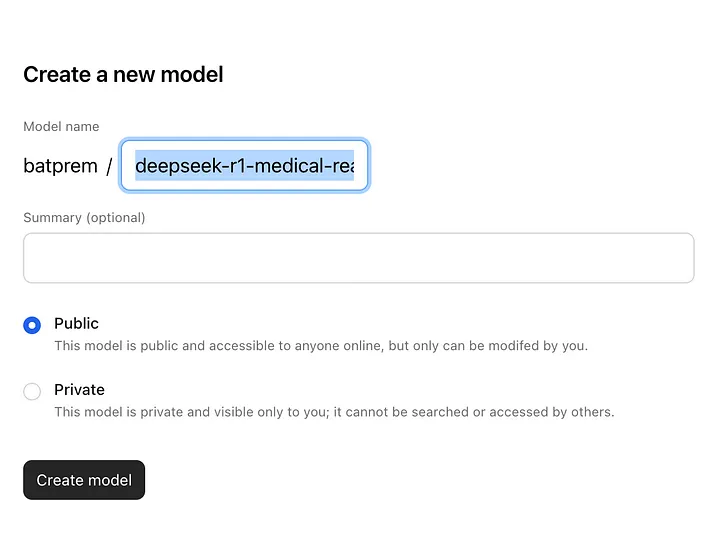 Create a new model
Model name
batprem / deepseek-r1-medical-rea
Summary (optional)
Public
This model is public and accessible to anyone online, but only can be modifed by you.
Private
This model is private and visible only to you; it cannot be searched or accessed by others.
Create model